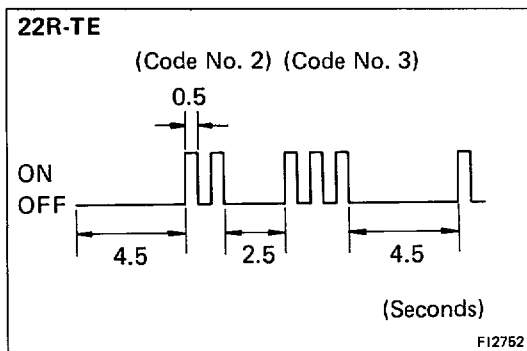 22R-TE
(Code No. 2) (Code No. 3)
0.5
ON
OFF
4.5 2.5 4.5
(Seconds)
FI2752